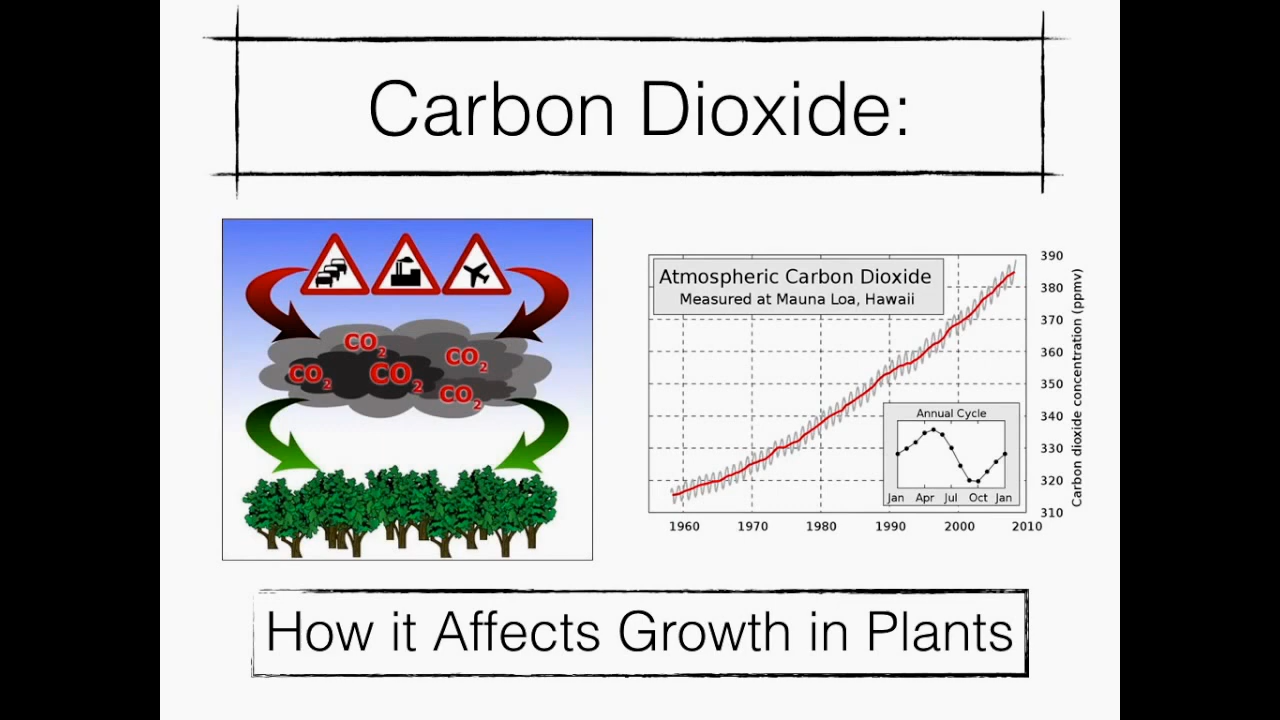 Carbon Dioxide:
CO2
CO2
CO2
CO2
CO2
Atmospheric Carbon Dioxide
Measured at Mauna Loa, Hawaii
390
380
370
360
350
340
330
320
310
Carbon dioxide concentration (ppmv)
Annual Cycle
Jan Apr Jul Oct Jan
1960 1970 1980 1990 2000 2010
How it Affects Growth in Plants